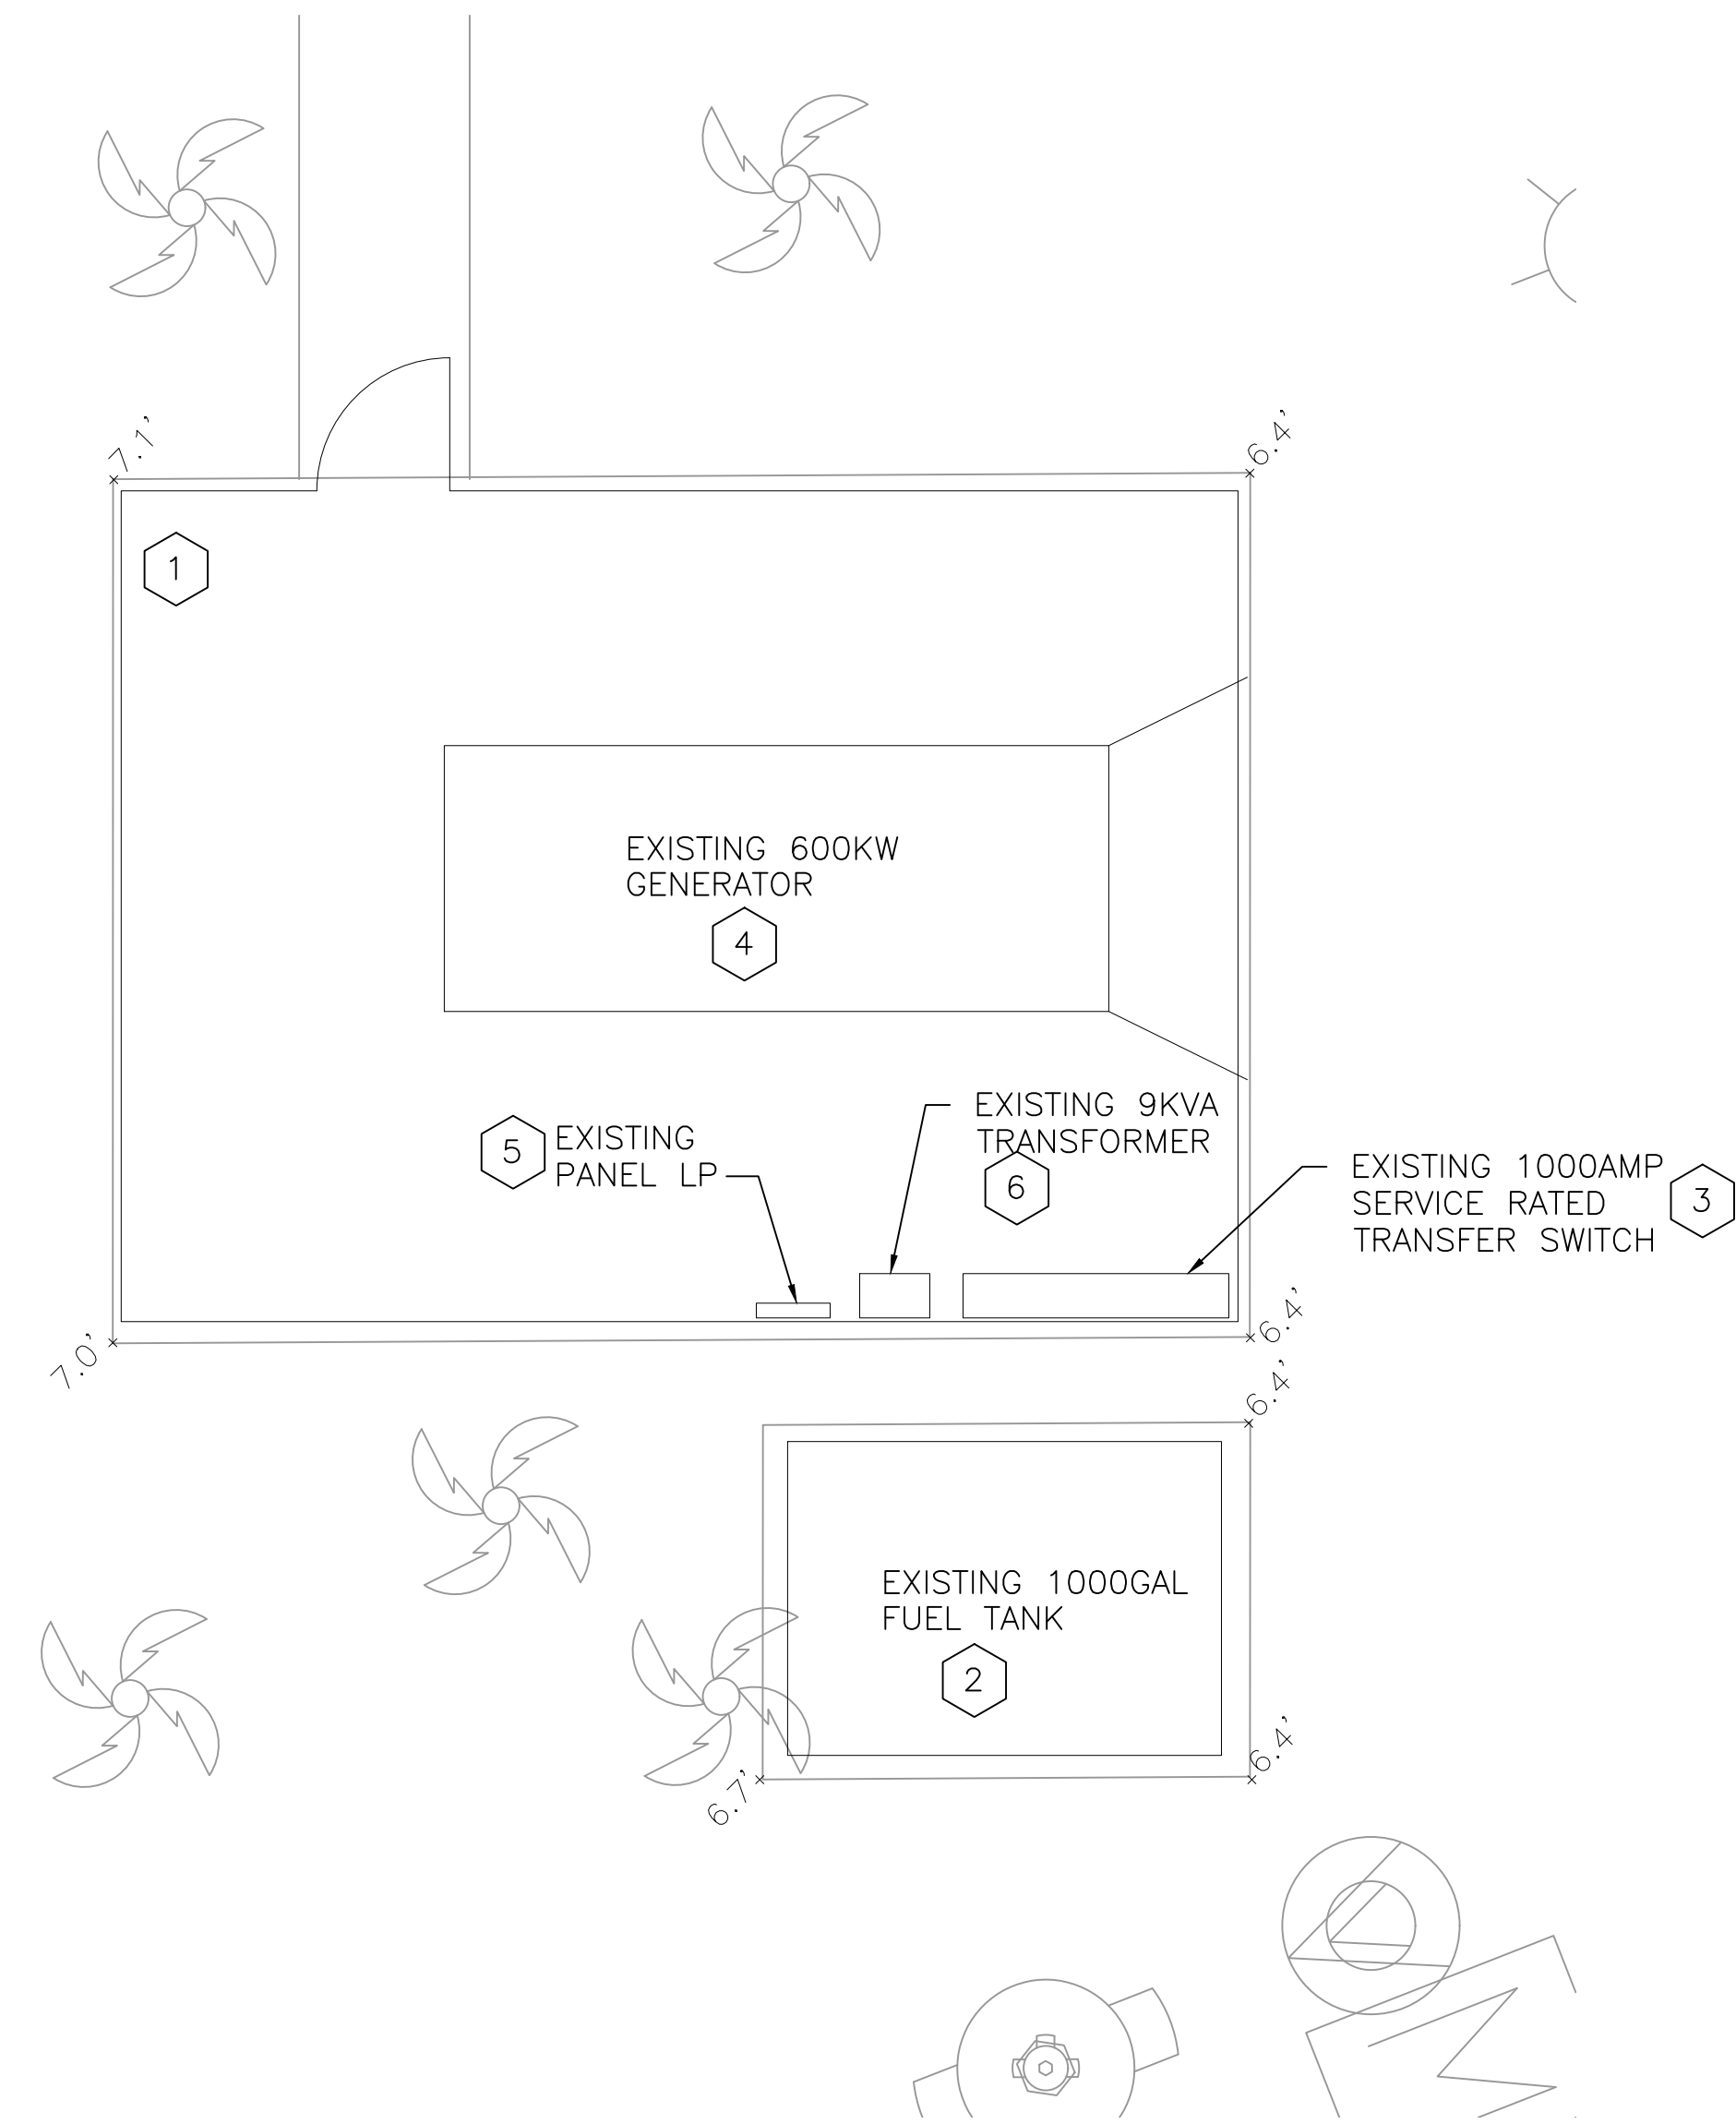 7.1'
6.4'
1
EXISTING 600KW
GENERATOR
4
EXISTING 9KVA
TRANSFORMER
6
5
EXISTING
PANEL LP
EXISTING 1000AMP
SERVICE RATED
TRANSFER SWITCH
3
6.4'
7.0'
6.4'
EXISTING 1000GAL
FUEL TANK
2
6.4'
6.7'